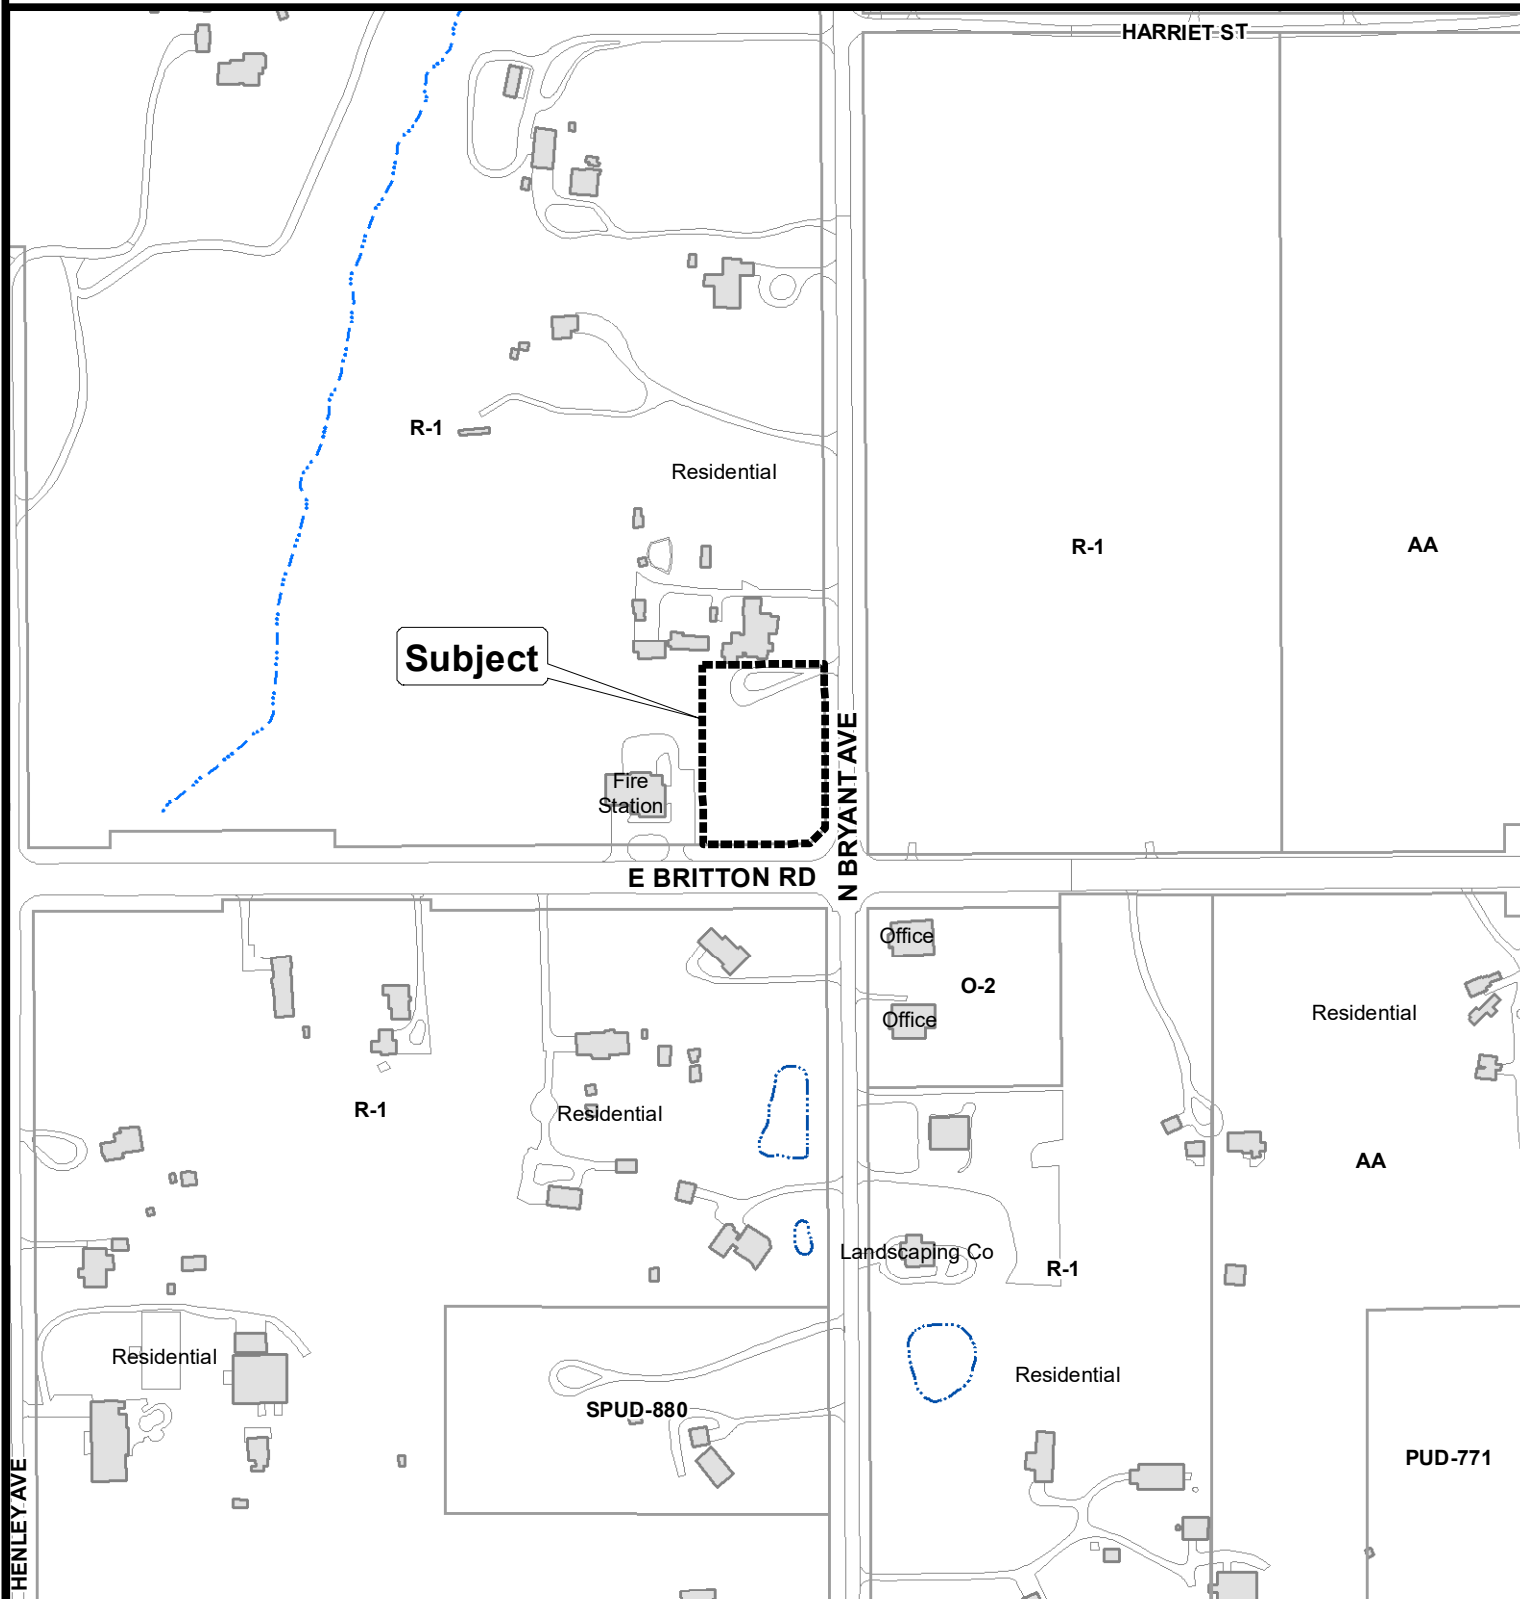 HARRIET ST
R-1
Residential
R-1
AA
Subject
N BRYANT AVE
Fire
Station
E BRITTON RD
Office
O-2
Office
Residential
R-1
Residential
AA
Landscaping Co
R-1
Residential
Residential
SPUD-880
PUD-771
HENLEY AVE